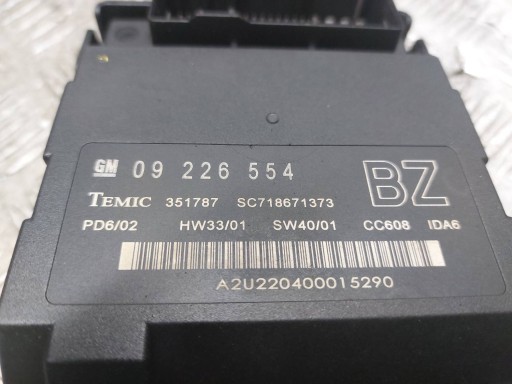 GM 09 226 554 BZ
TEMIC 351787 SC718671373
PD6/02 HW33/01 SW40/01 CC608 IDA6
A2U220400015290